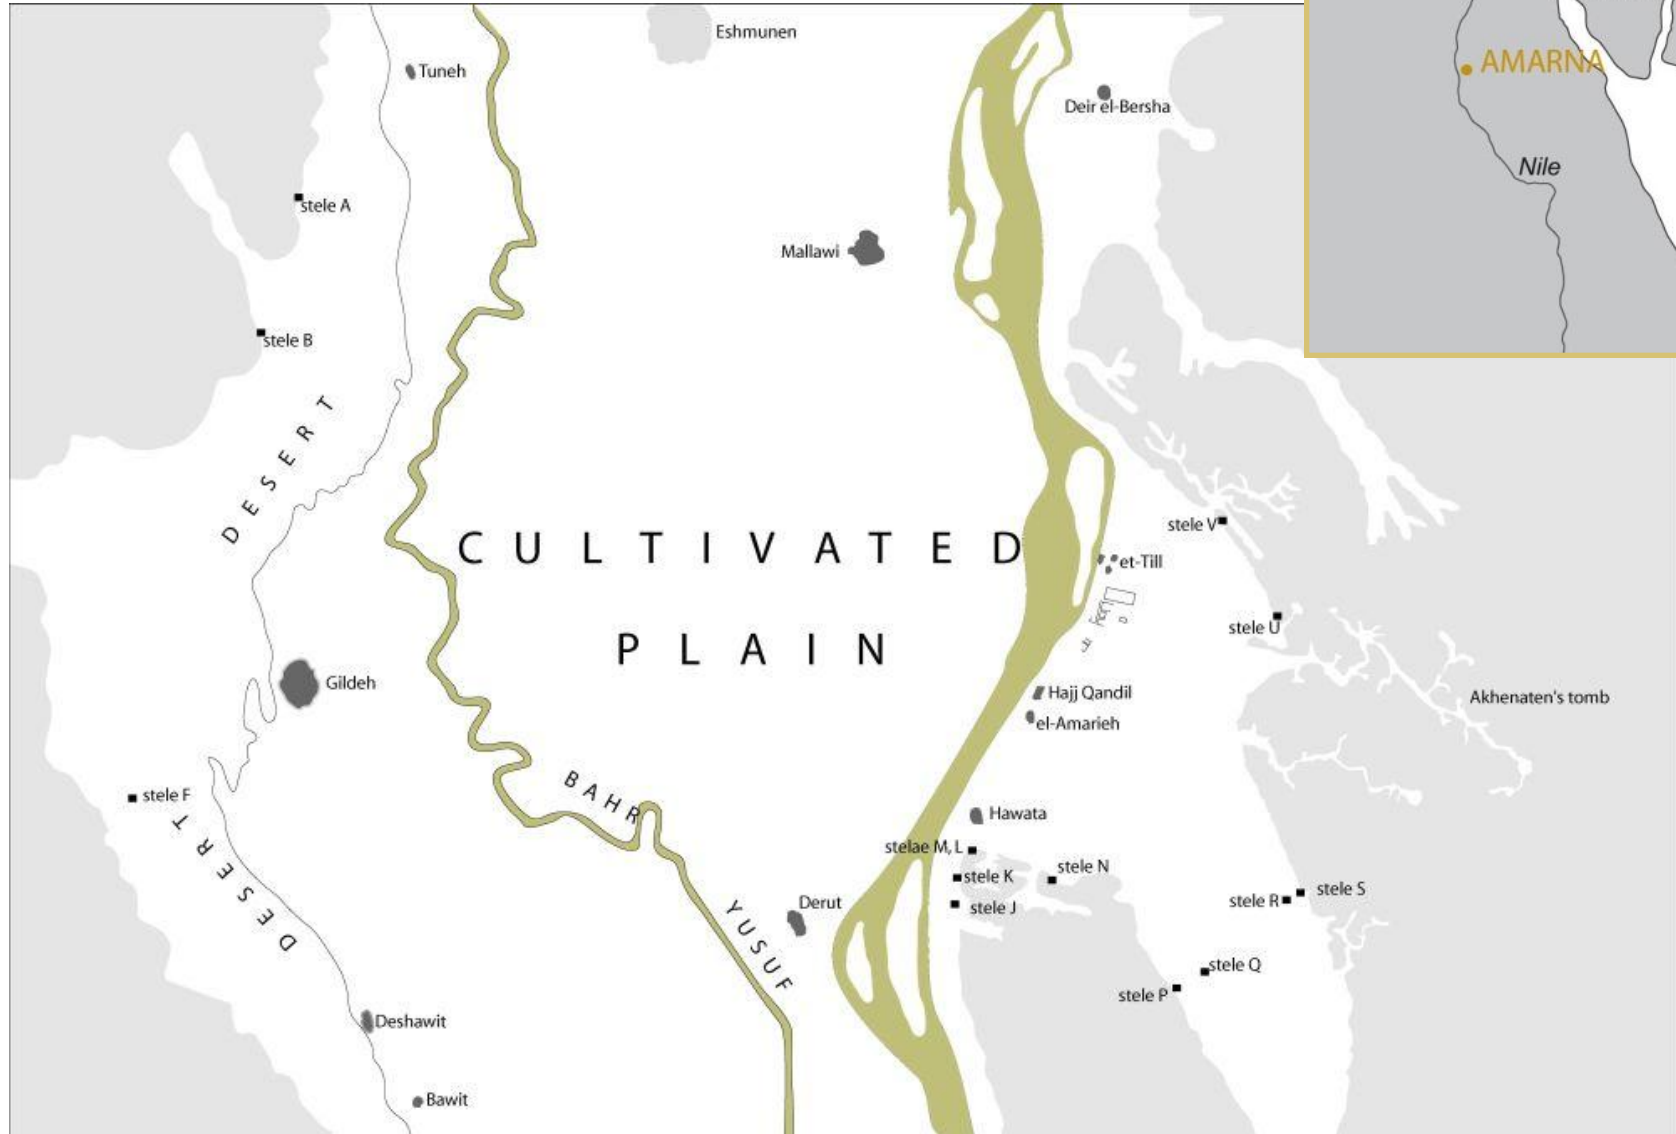 Eshmunen
AMARNA
Tuneh
Deir el-Bersha
Nile
stele A
Mallawi
stele B
DESERT
stele V
CULTIVATED
et-Till
stele U
PLAIN
Gildeh
Hajj Qandil
Akhenaten's tomb
el-Amarieh
BAHR
stele F
Hawata
DESERT
stelae M, L
stele N
stele K
stele S
stele R
Derut
stele J
YUSUF
stele Q
stele P
Deshawit
Bawit